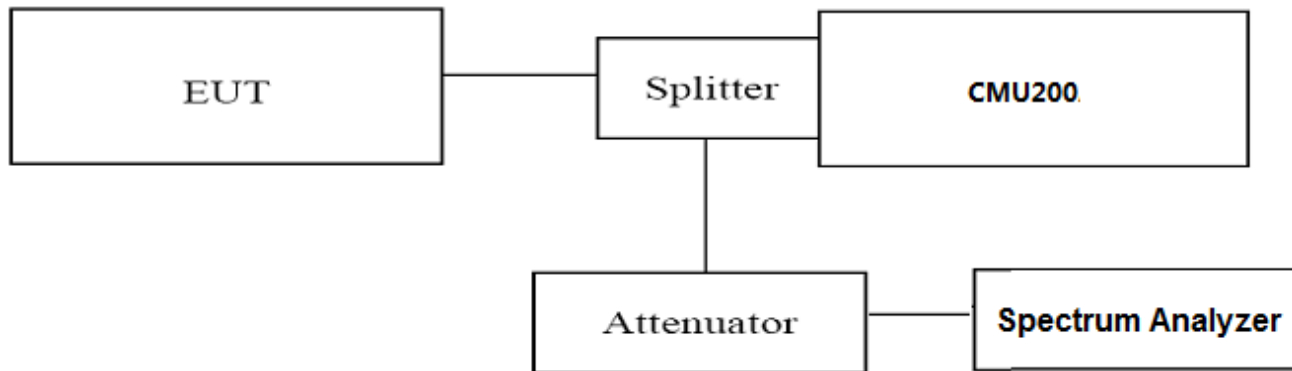 EUT
Splitter
CMU200
Attenuator
Spectrum Analyzer